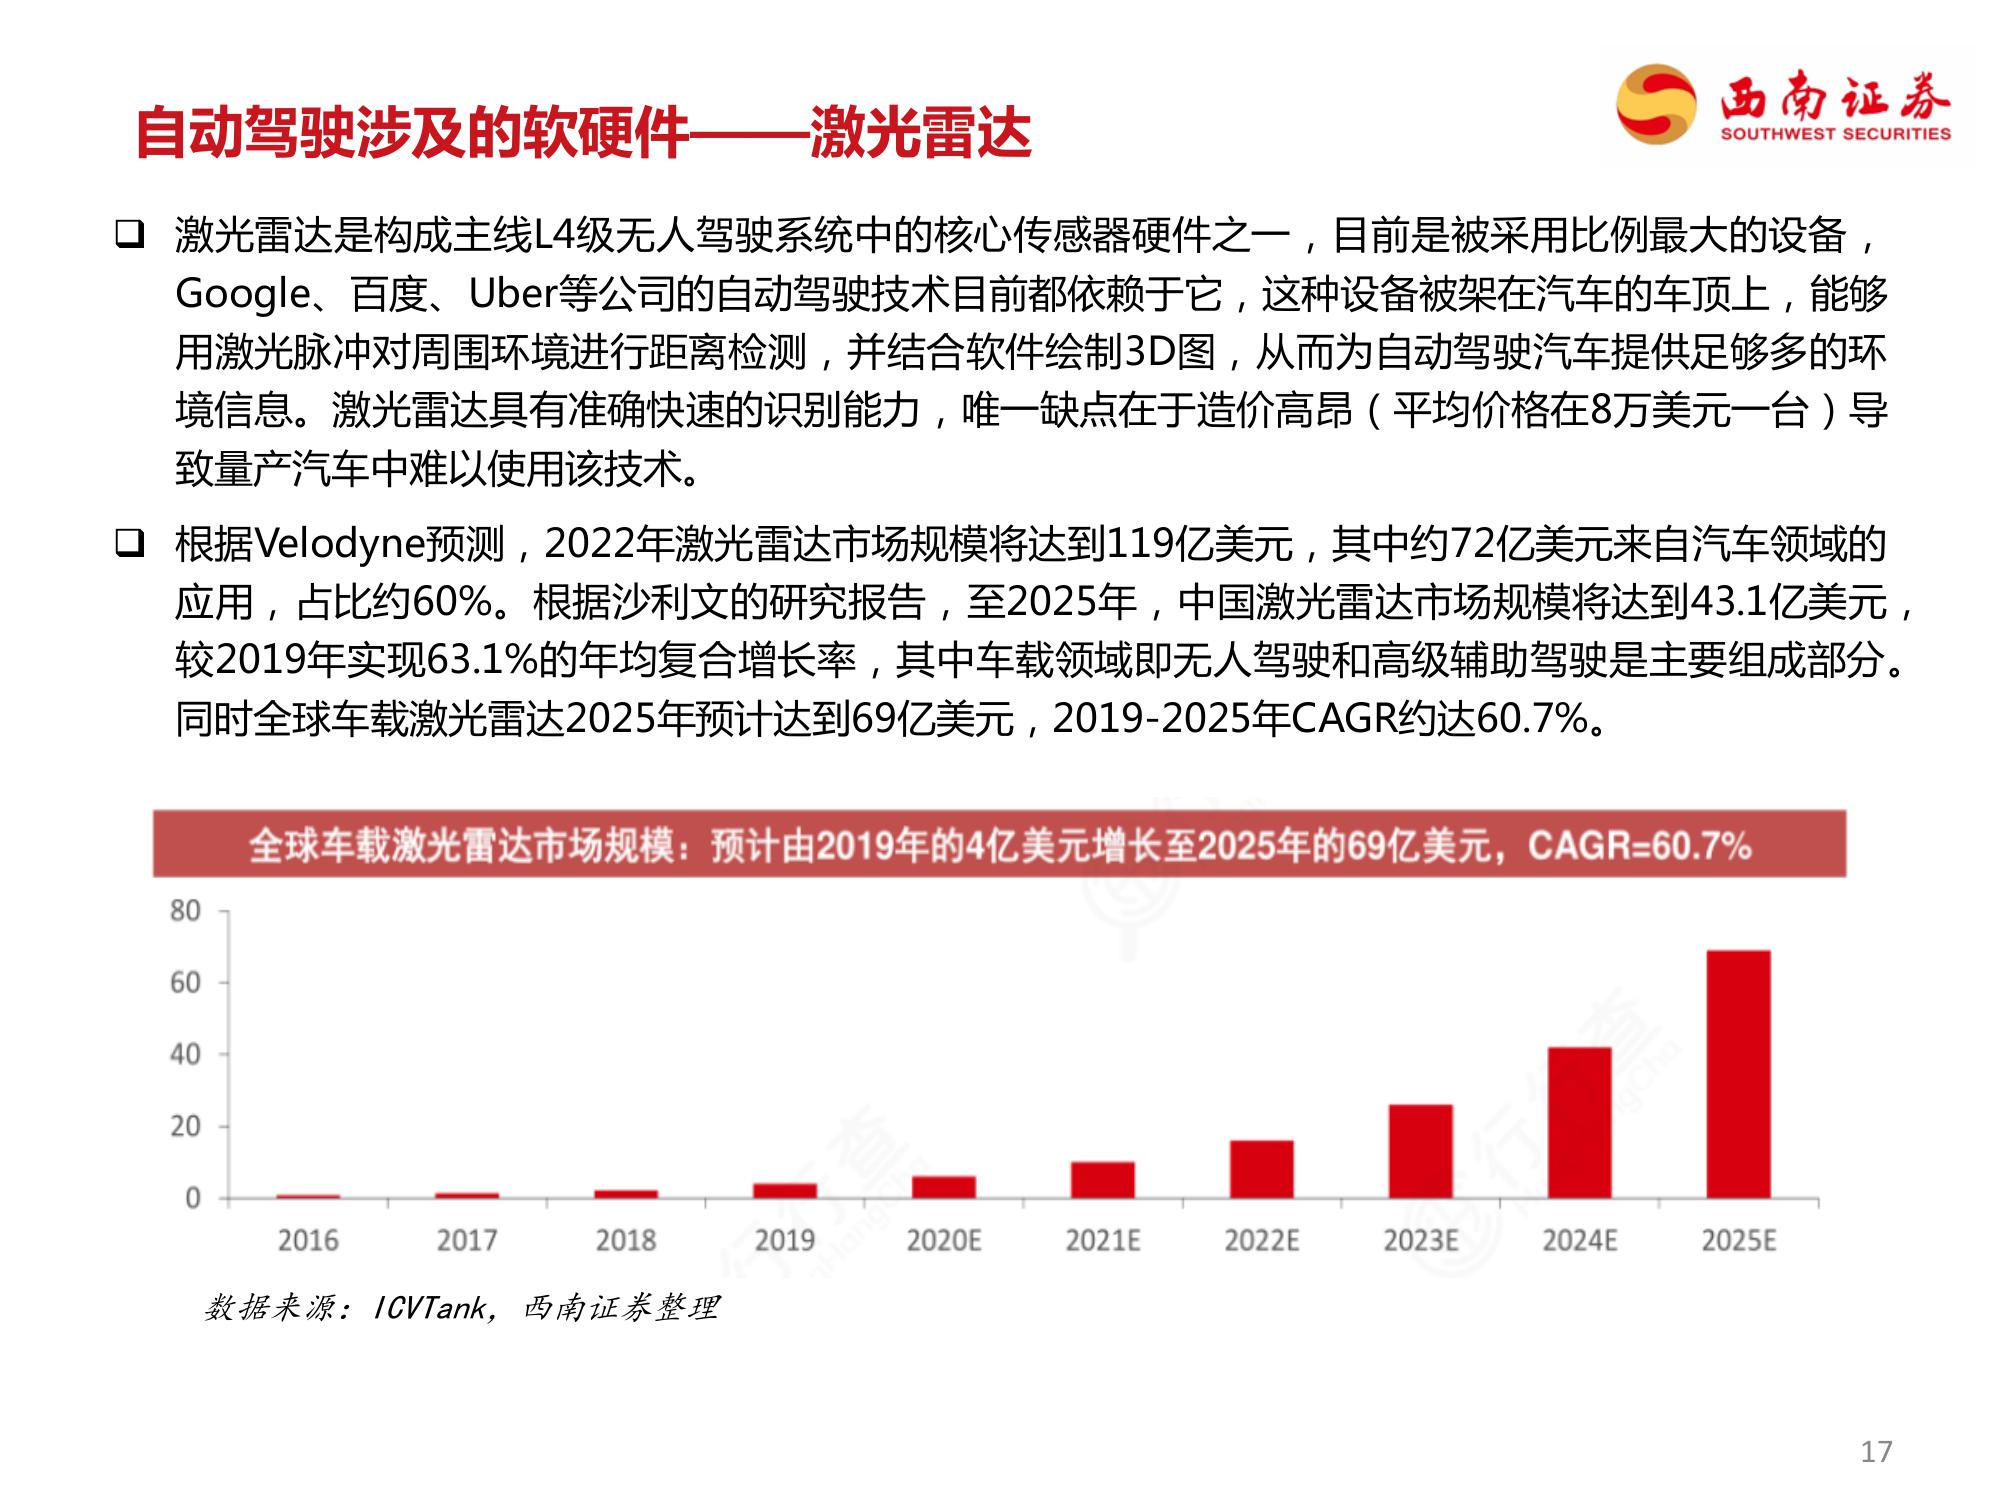 西南证券
SOUTHWEST SECURITIES
自动驾驶涉及的软硬件——激光雷达
❑ 激光雷达是构成主线L4级无人驾驶系统中的核心传感器硬件之一，目前是被采用比例最大的设备，
Google、百度、Uber等公司的自动驾驶技术目前都依赖于它，这种设备被架在汽车的车顶上，能够
用激光脉冲对周围环境进行距离检测，并结合软件绘制3D图，从而为自动驾驶汽车提供足够多的环
境信息。激光雷达具有准确快速的识别能力，唯一缺点在于造价高昂（平均价格在8万美元一台）导
致量产汽车中难以使用该技术。
❑ 根据Velodyne预测，2022年激光雷达市场规模将达到119亿美元，其中约72亿美元来自汽车领域的
应用，占比约60%。根据沙利文的研究报告，至2025年，中国激光雷达市场规模将达到43.1亿美元，
较2019年实现63.1%的年均复合增长率，其中车载领域即无人驾驶和高级辅助驾驶是主要组成部分。
同时全球车载激光雷达2025年预计达到69亿美元，2019-2025年CAGR约达60.7%。
全球车载激光雷达市场规模：预计由2019年的4亿美元增长至2025年的69亿美元，CAGR=60.7%
80
60
40
20
0
2016 2017 2018 2019 2020E 2021E 2022E 2023E 2024E 2025E
行行查
行行查
数据来源：ICVTank，西南证券整理
17